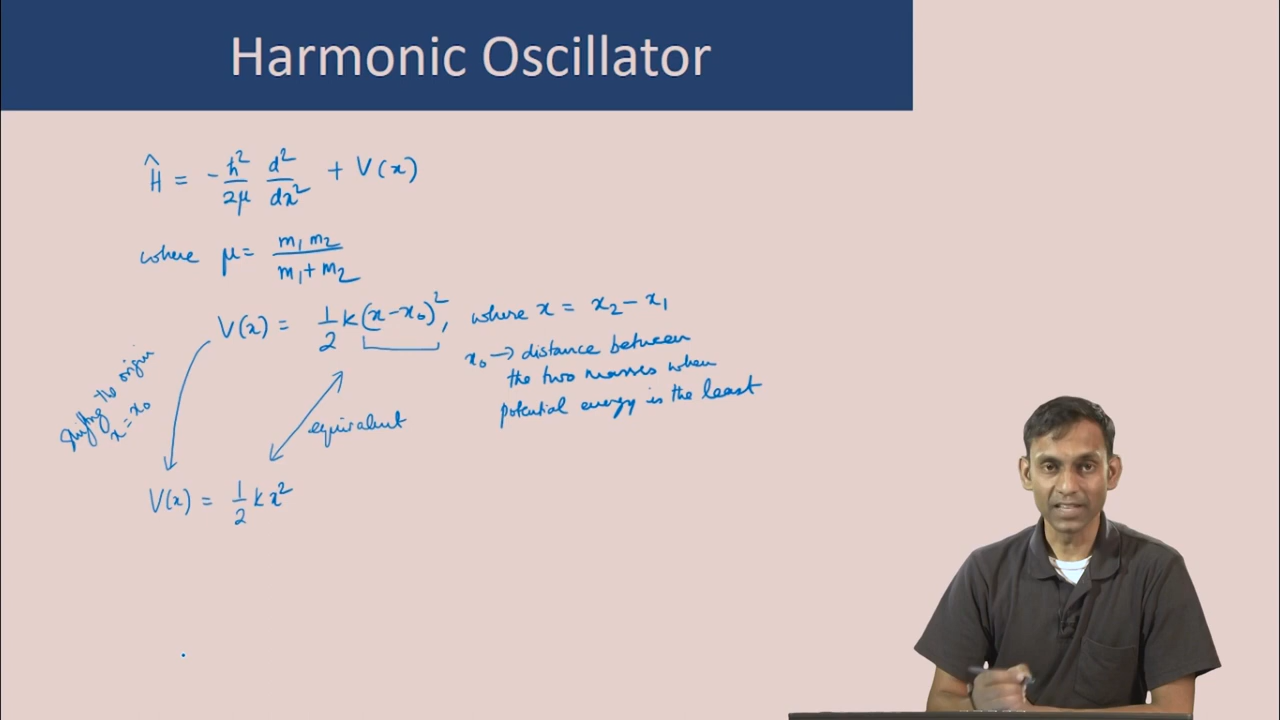 Harmonic Oscillator
Ĥ = -ħ²/2μ d²/dx² + V(x)
where μ = m₁m₂/m₁+m₂
V(x) = 1/2 k(x-x₀)², where x = x₂ - x₁
x₀ → distance between
the two masses when
potential energy is the least
shifting the origin
x = x₀
equivalent
V(x) = 1/2 kx²